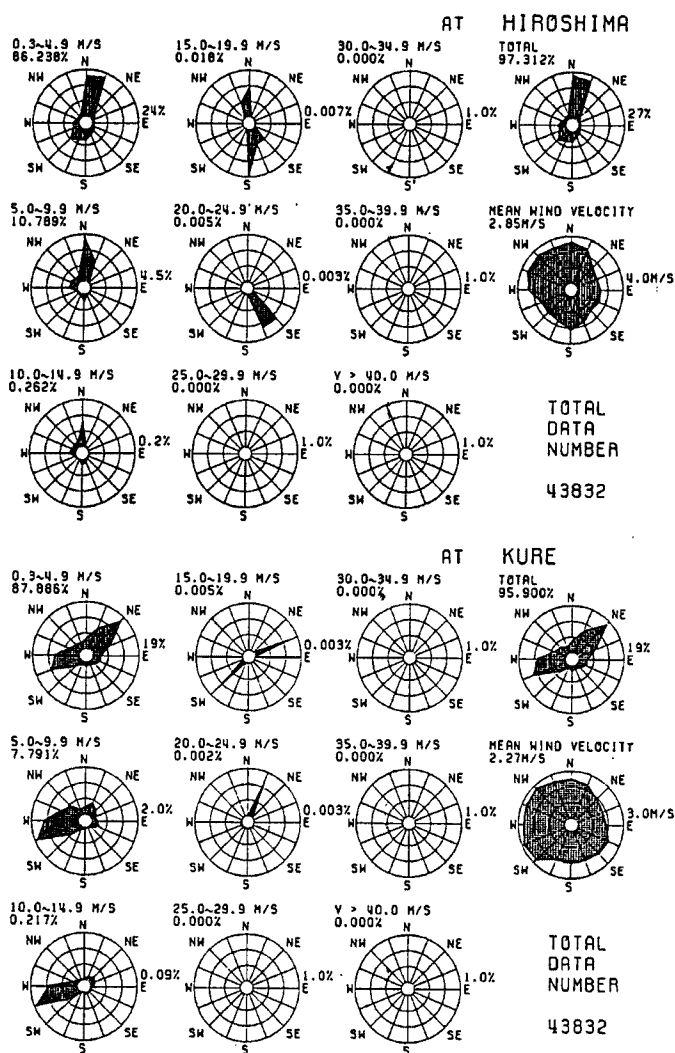 AT HIROSHIMA
0.3~4.9 M/S
86.238%
N
NW NE
24%
W E
SW SE
S
15.0~19.9 M/S
0.018%
N
NW NE
0.007%
W E
SW SE
S
30.0~34.9 M/S
0.000%
N
NW NE
1.0%
W E
SW SE
S
TOTAL
97.312%
N
NW NE
27%
W E
SW SE
S
5.0~9.9 M/S
10.789%
N
NW NE
4.5%
W E
SW SE
S
20.0~24.9 M/S
0.005%
N
NW NE
0.003%
W E
SW SE
S
35.0~39.9 M/S
0.000%
N
NW NE
1.0%
W E
SW SE
S
MEAN WIND VELOCITY
2.85M/S
N
NW NE
4.0M/S
W E
SW SE
S
10.0~14.9 M/S
0.262%
N
NW NE
0.2%
W E
SW SE
S
25.0~29.9 M/S
0.000%
N
NW NE
1.0%
W E
SW SE
S
V > 40.0 M/S
0.000%
N
NW NE
1.0%
W E
SW SE
S
TOTAL
DATA
NUMBER
43832
AT KURE
0.3~4.9 M/S
87.886%
N
NW NE
19%
W E
SW SE
S
15.0~19.9 M/S
0.005%
N
NW NE
0.003%
W E
SW SE
S
30.0~34.9 M/S
0.000%
N
NW NE
1.0%
W E
SW SE
S
TOTAL
95.900%
N
NW NE
19%
W E
SW SE
S
5.0~9.9 M/S
7.791%
N
NW NE
2.0%
W E
SW SE
S
20.0~24.9 M/S
0.002%
N
NW NE
0.003%
W E
SW SE
S
35.0~39.9 M/S
0.000%
N
NW NE
1.0%
W E
SW SE
S
MEAN WIND VELOCITY
2.27M/S
N
NW NE
3.0M/S
W E
SW SE
S
10.0~14.9 M/S
0.217%
N
NW NE
0.09%
W E
SW SE
S
25.0~29.9 M/S
0.000%
N
NW NE
1.0%
W E
SW SE
S
V > 40.0 M/S
0.000%
N
NW NE
1.0%
W E
SW SE
S
TOTAL
DATA
NUMBER
43832